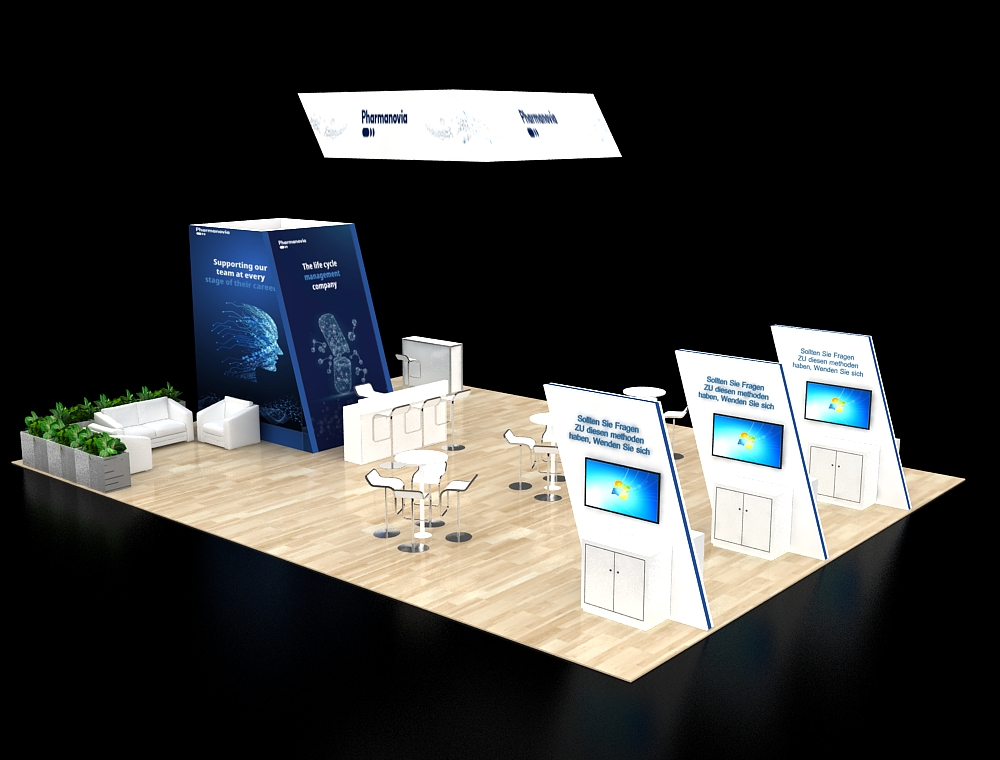 Pharmanovia
Pharmanovia
Pharmanovia
Supporting our
team at every
stage of their career
Pharmanovia
The life cycle
management
company
Sollten Sie Fragen
ZU diesen methoden
haben, Wenden Sie sich
Sollten Sie Fragen
ZU diesen methoden
haben, Wenden Sie sich
Sollten Sie Fragen
ZU diesen methoden
haben, Wenden Sie sich